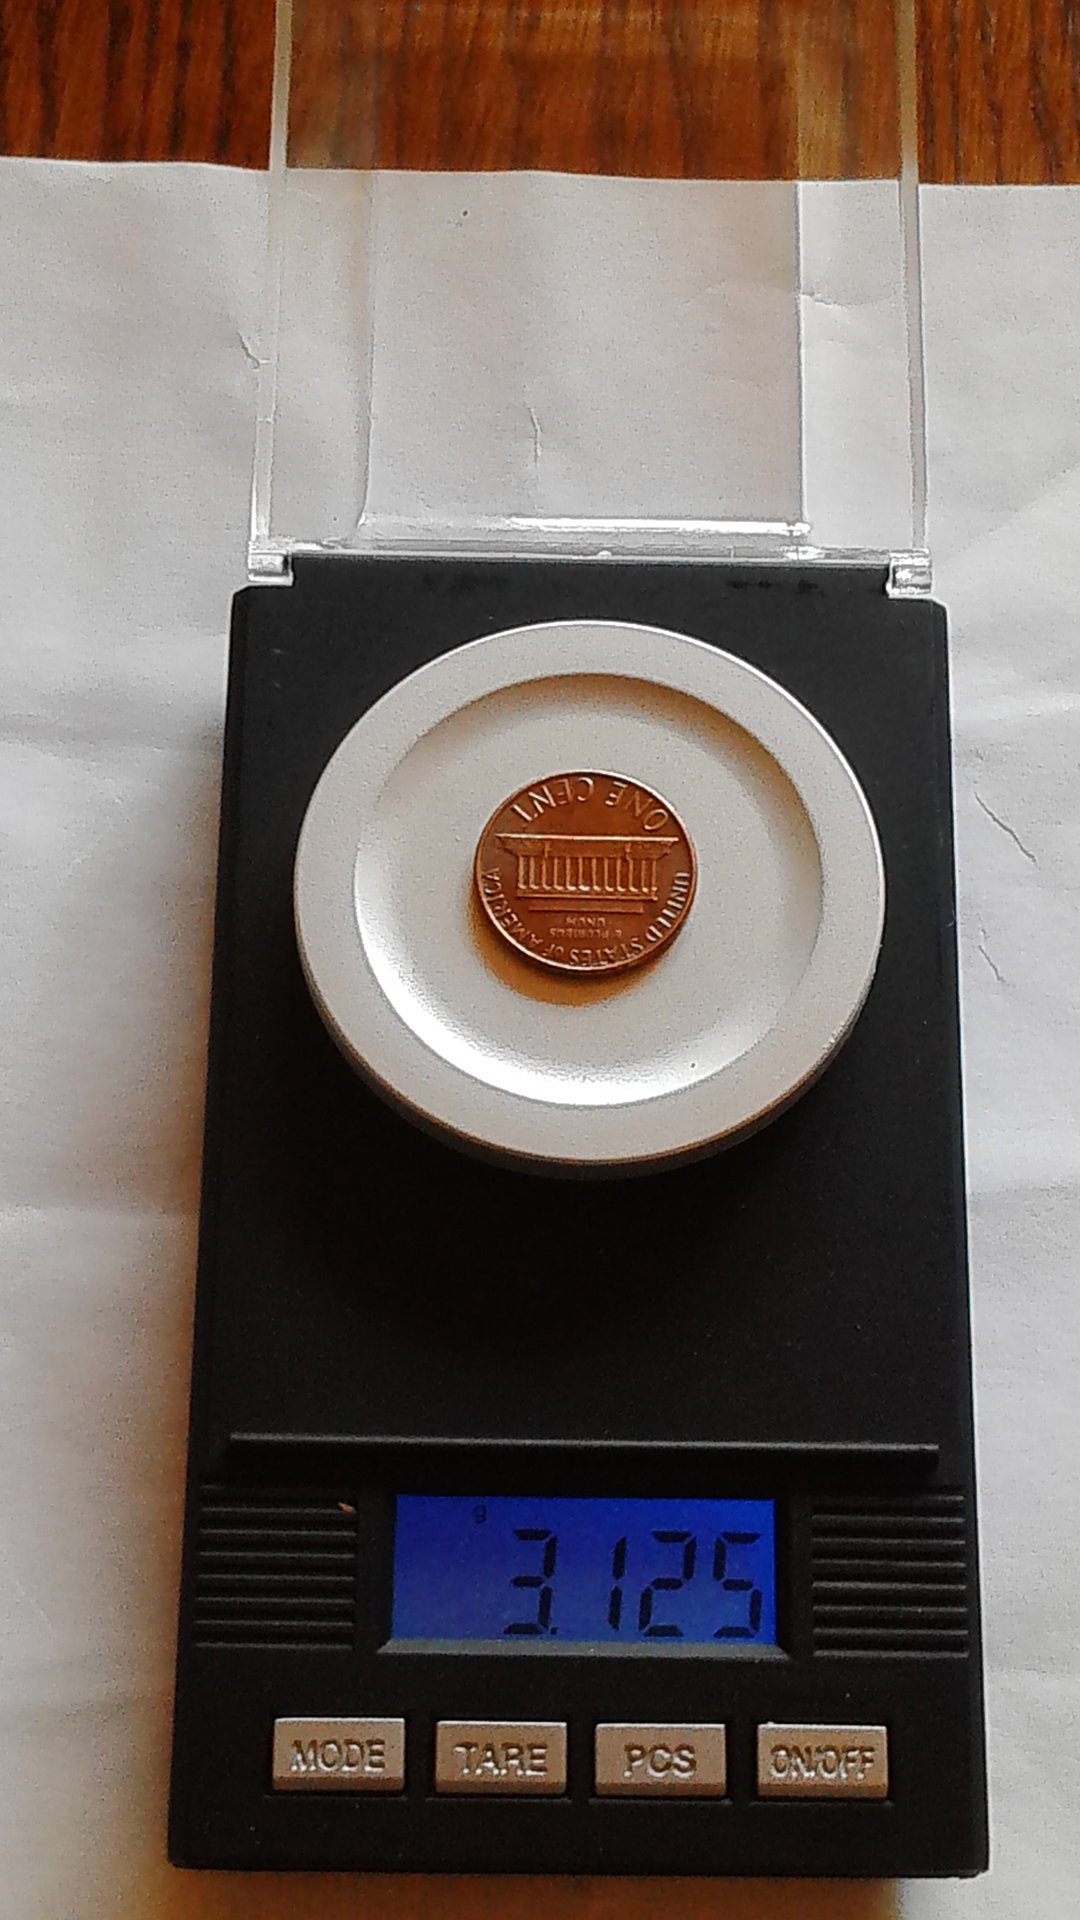 ONE CENT
E PLURIBUS
UNUM
UNITED STATES OF AMERICA
g
3.125
MODE TARE PCS ON/OFF